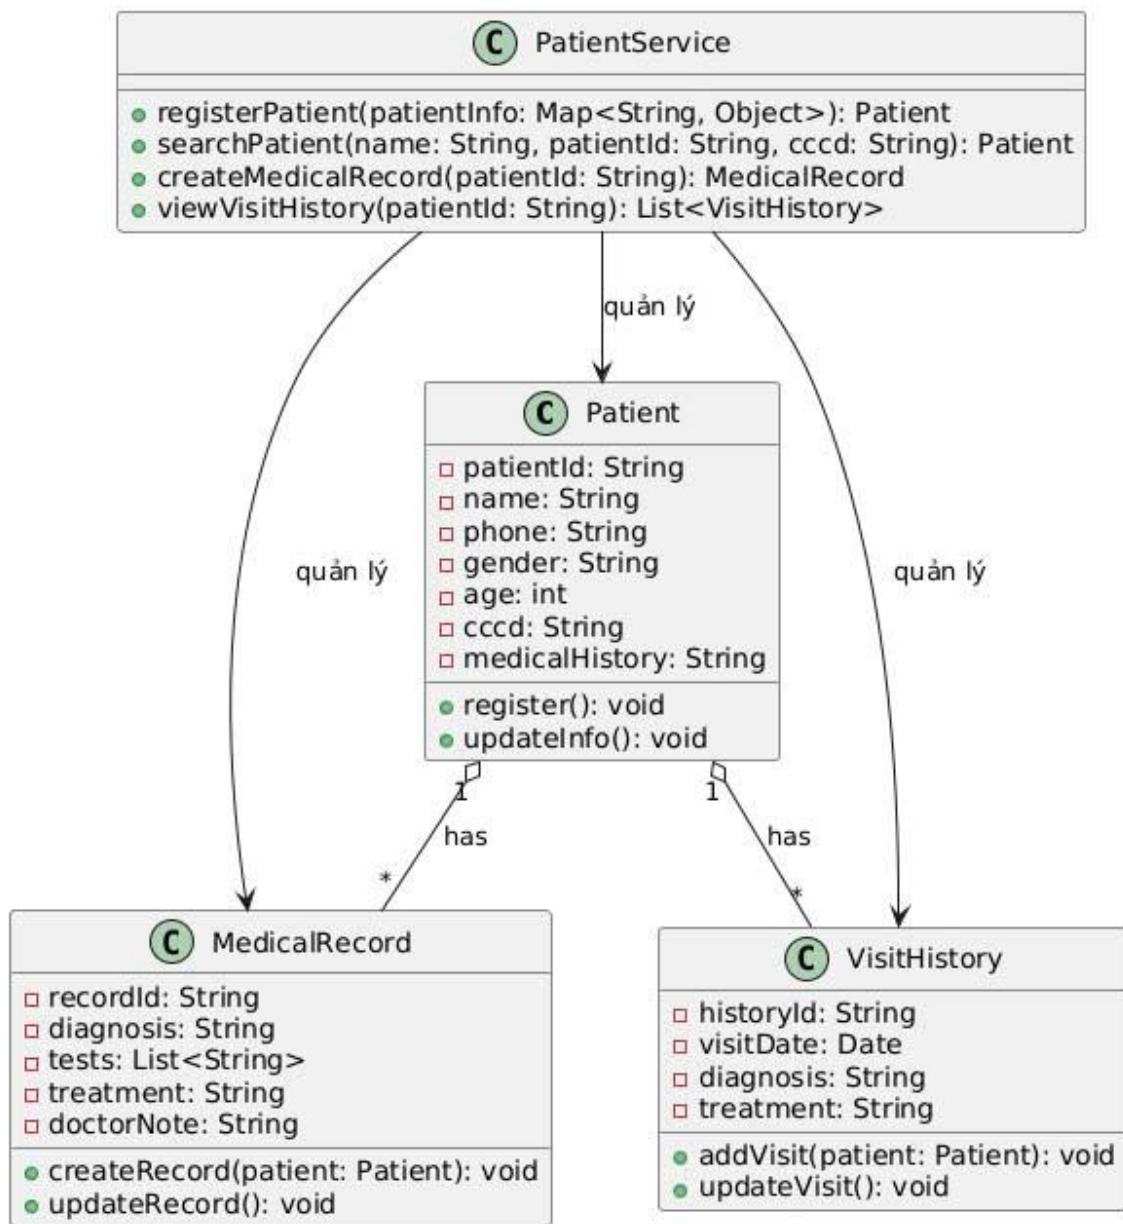 C PatientService
registerPatient(patientInfo: Map<String, Object>): Patient
searchPatient(name: String, patientId: String, cccd: String): Patient
createMedicalRecord(patientId: String): MedicalRecord
viewVisitHistory(patientId: String): List<VisitHistory>
quản lý
C Patient
patientId: String
name: String
phone: String
gender: String
age: int
cccd: String
medicalHistory: String
register(): void
updateInfo(): void
quản lý
quản lý
1
1
has
has
*
*
C MedicalRecord
recordId: String
diagnosis: String
tests: List<String>
treatment: String
doctorNote: String
createRecord(patient: Patient): void
updateRecord(): void
C VisitHistory
historyId: String
visitDate: Date
diagnosis: String
treatment: String
addVisit(patient: Patient): void
updateVisit(): void